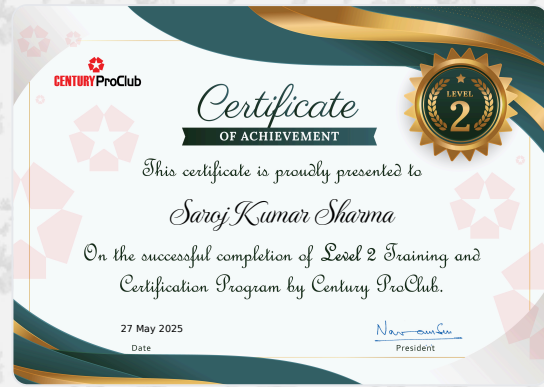 CENTURY ProClub
LEVEL
2
Certificate
OF ACHIEVEMENT
This certificate is proudly presented to
Saroj Kumar Sharma
On the successful completion of Level 2 Training and
Certification Program by Century ProClub.
27 May 2025
Date
President